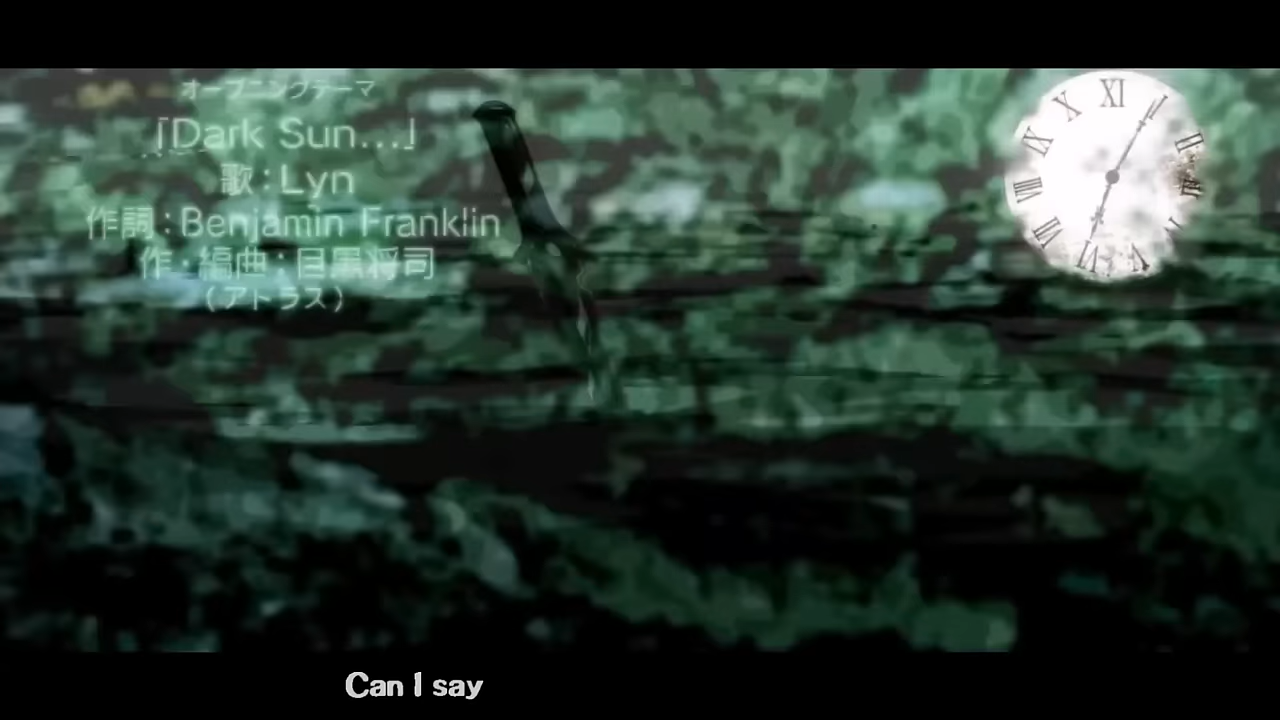 オープニングテーマ
「Dark Sun...」
歌：Lyn
作詞：Benjamin Franklin
作・編曲：目黒将司
（アトラス）
Can I say